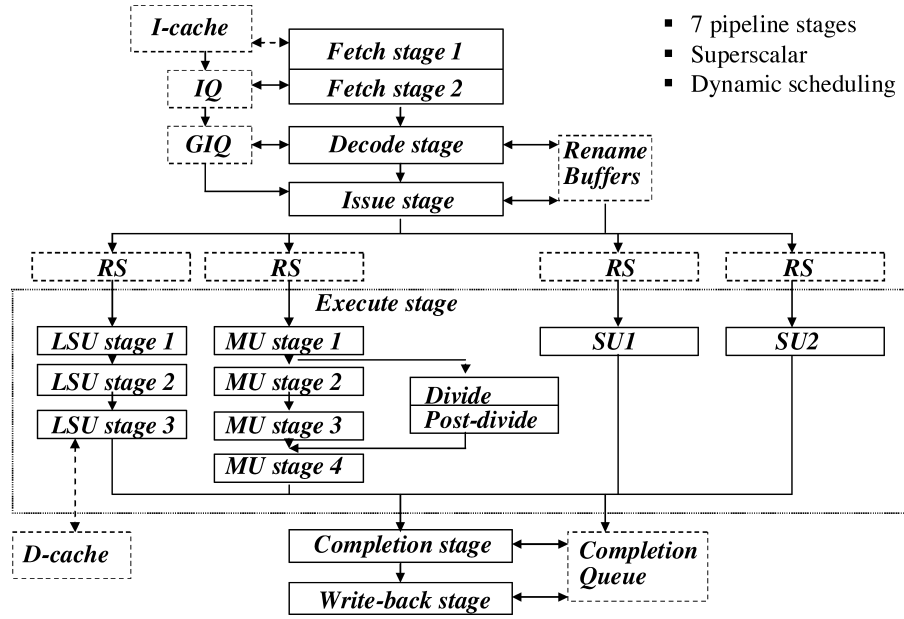 I-cache
Fetch stage 1
▪ 7 pipeline stages
▪ Superscalar
IQ
Fetch stage 2
▪ Dynamic scheduling
GIQ
Decode stage
Rename
Buffers
Issue stage
RS
RS
RS
RS
Execute stage
LSU stage 1
MU stage 1
SU1
SU2
LSU stage 2
MU stage 2
Divide
LSU stage 3
MU stage 3
Post-divide
MU stage 4
D-cache
Completion stage
Completion
Queue
Write-back stage